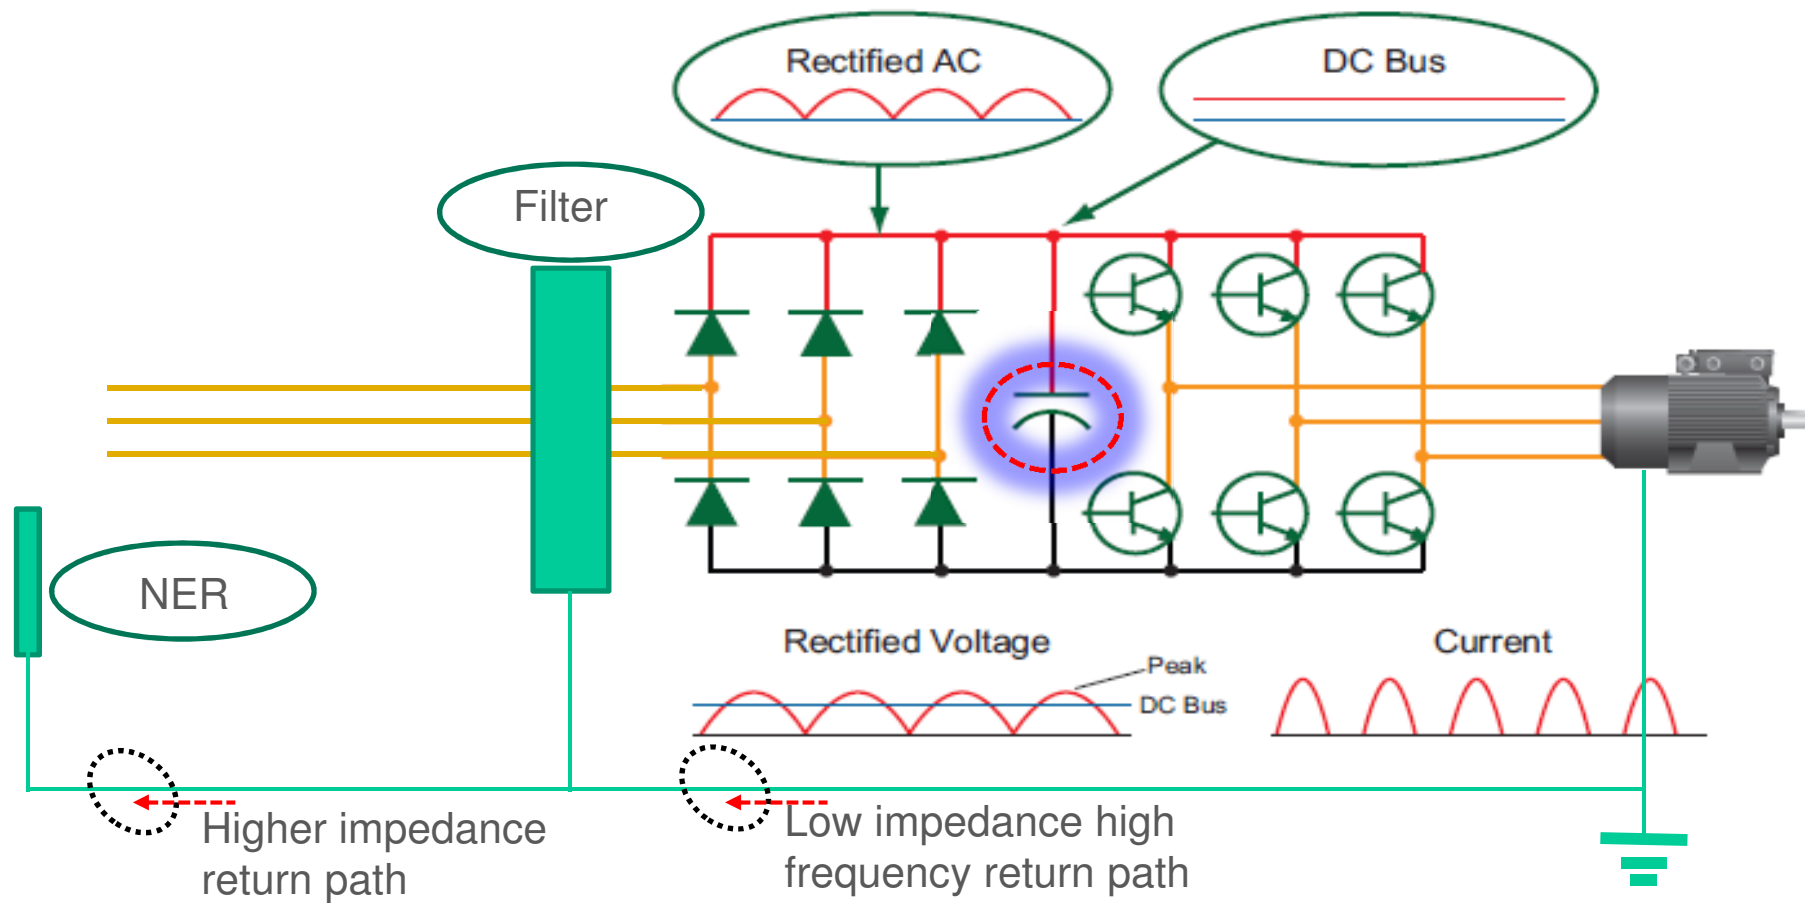 Rectified AC
DC Bus
Filter
NER
Rectified Voltage
Peak
DC Bus
Current
Higher impedance
return path
Low impedance high
frequency return path